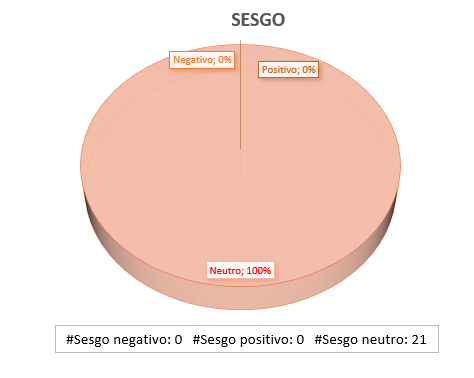 SESGO
Negativo; 0%
Positivo; 0%
Neutro; 100%
#Sesgo negativo: 0 #Sesgo positivo: 0 #Sesgo neutro: 21